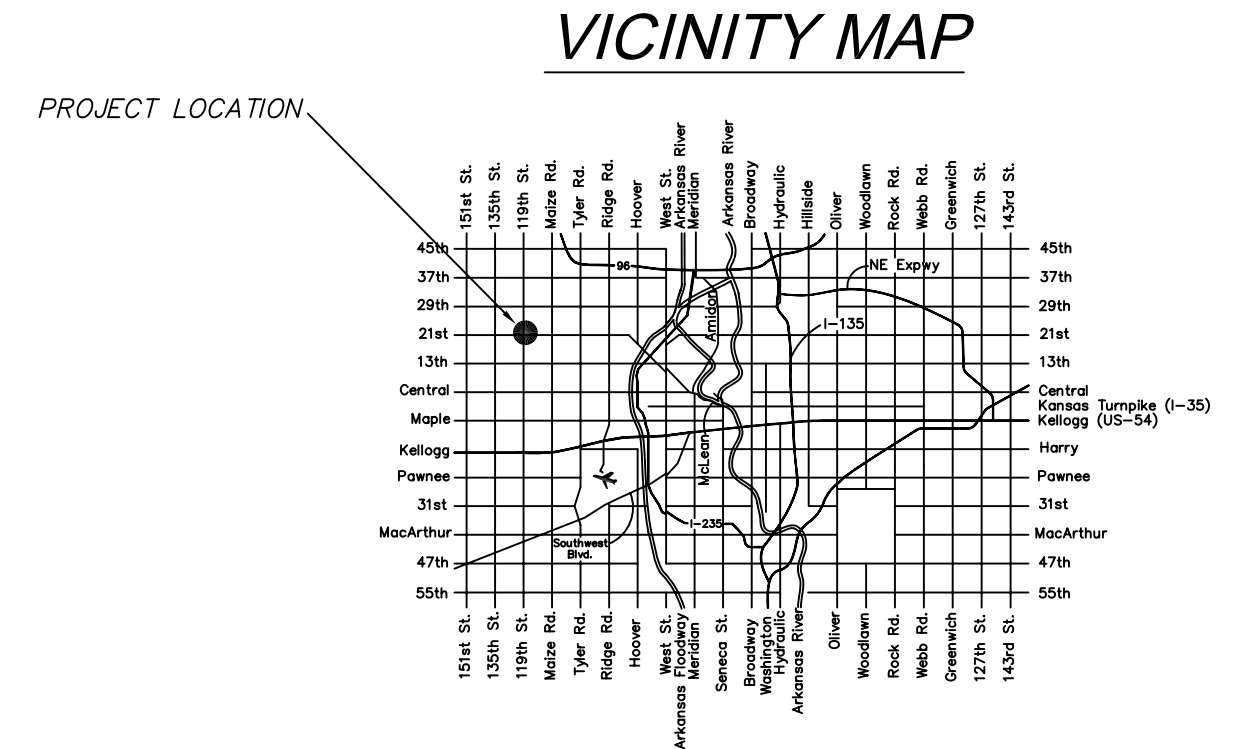 VICINITY MAP
PROJECT LOCATION
151st St.
135th St.
119th St.
Maize Rd.
Tyler Rd.
Ridge Rd.
Hoover
West St.
Arkansas River
Meridian
Arkansas River
Broadway
Hydraulic
Hillside
Oliver
Woodlawn
Rock Rd.
Webb Rd.
Greenwich
127th St.
143rd St.
45th
37th
29th
21st
13th
Central
Maple
Kellogg
Pawnee
31st
MacArthur
47th
55th
96
NE Expwy
Amidon
I-135
McLean
I-235
Southwest
Blvd.
45th
37th
29th
21st
13th
Central
Kansas Turnpike (I-35)
Kellogg (US-54)
Harry
Pawnee
31st
MacArthur
47th
55th
151st St.
135th St.
119th St.
Maize Rd.
Tyler Rd.
Ridge Rd.
Hoover
West St.
Arkansas Floodway
Meridian
Seneca St.
Broadway
Washington
Hydraulic
Arkansas River
Oliver
Woodlawn
Rock Rd.
Webb Rd.
Greenwich
127th St.
143rd St.